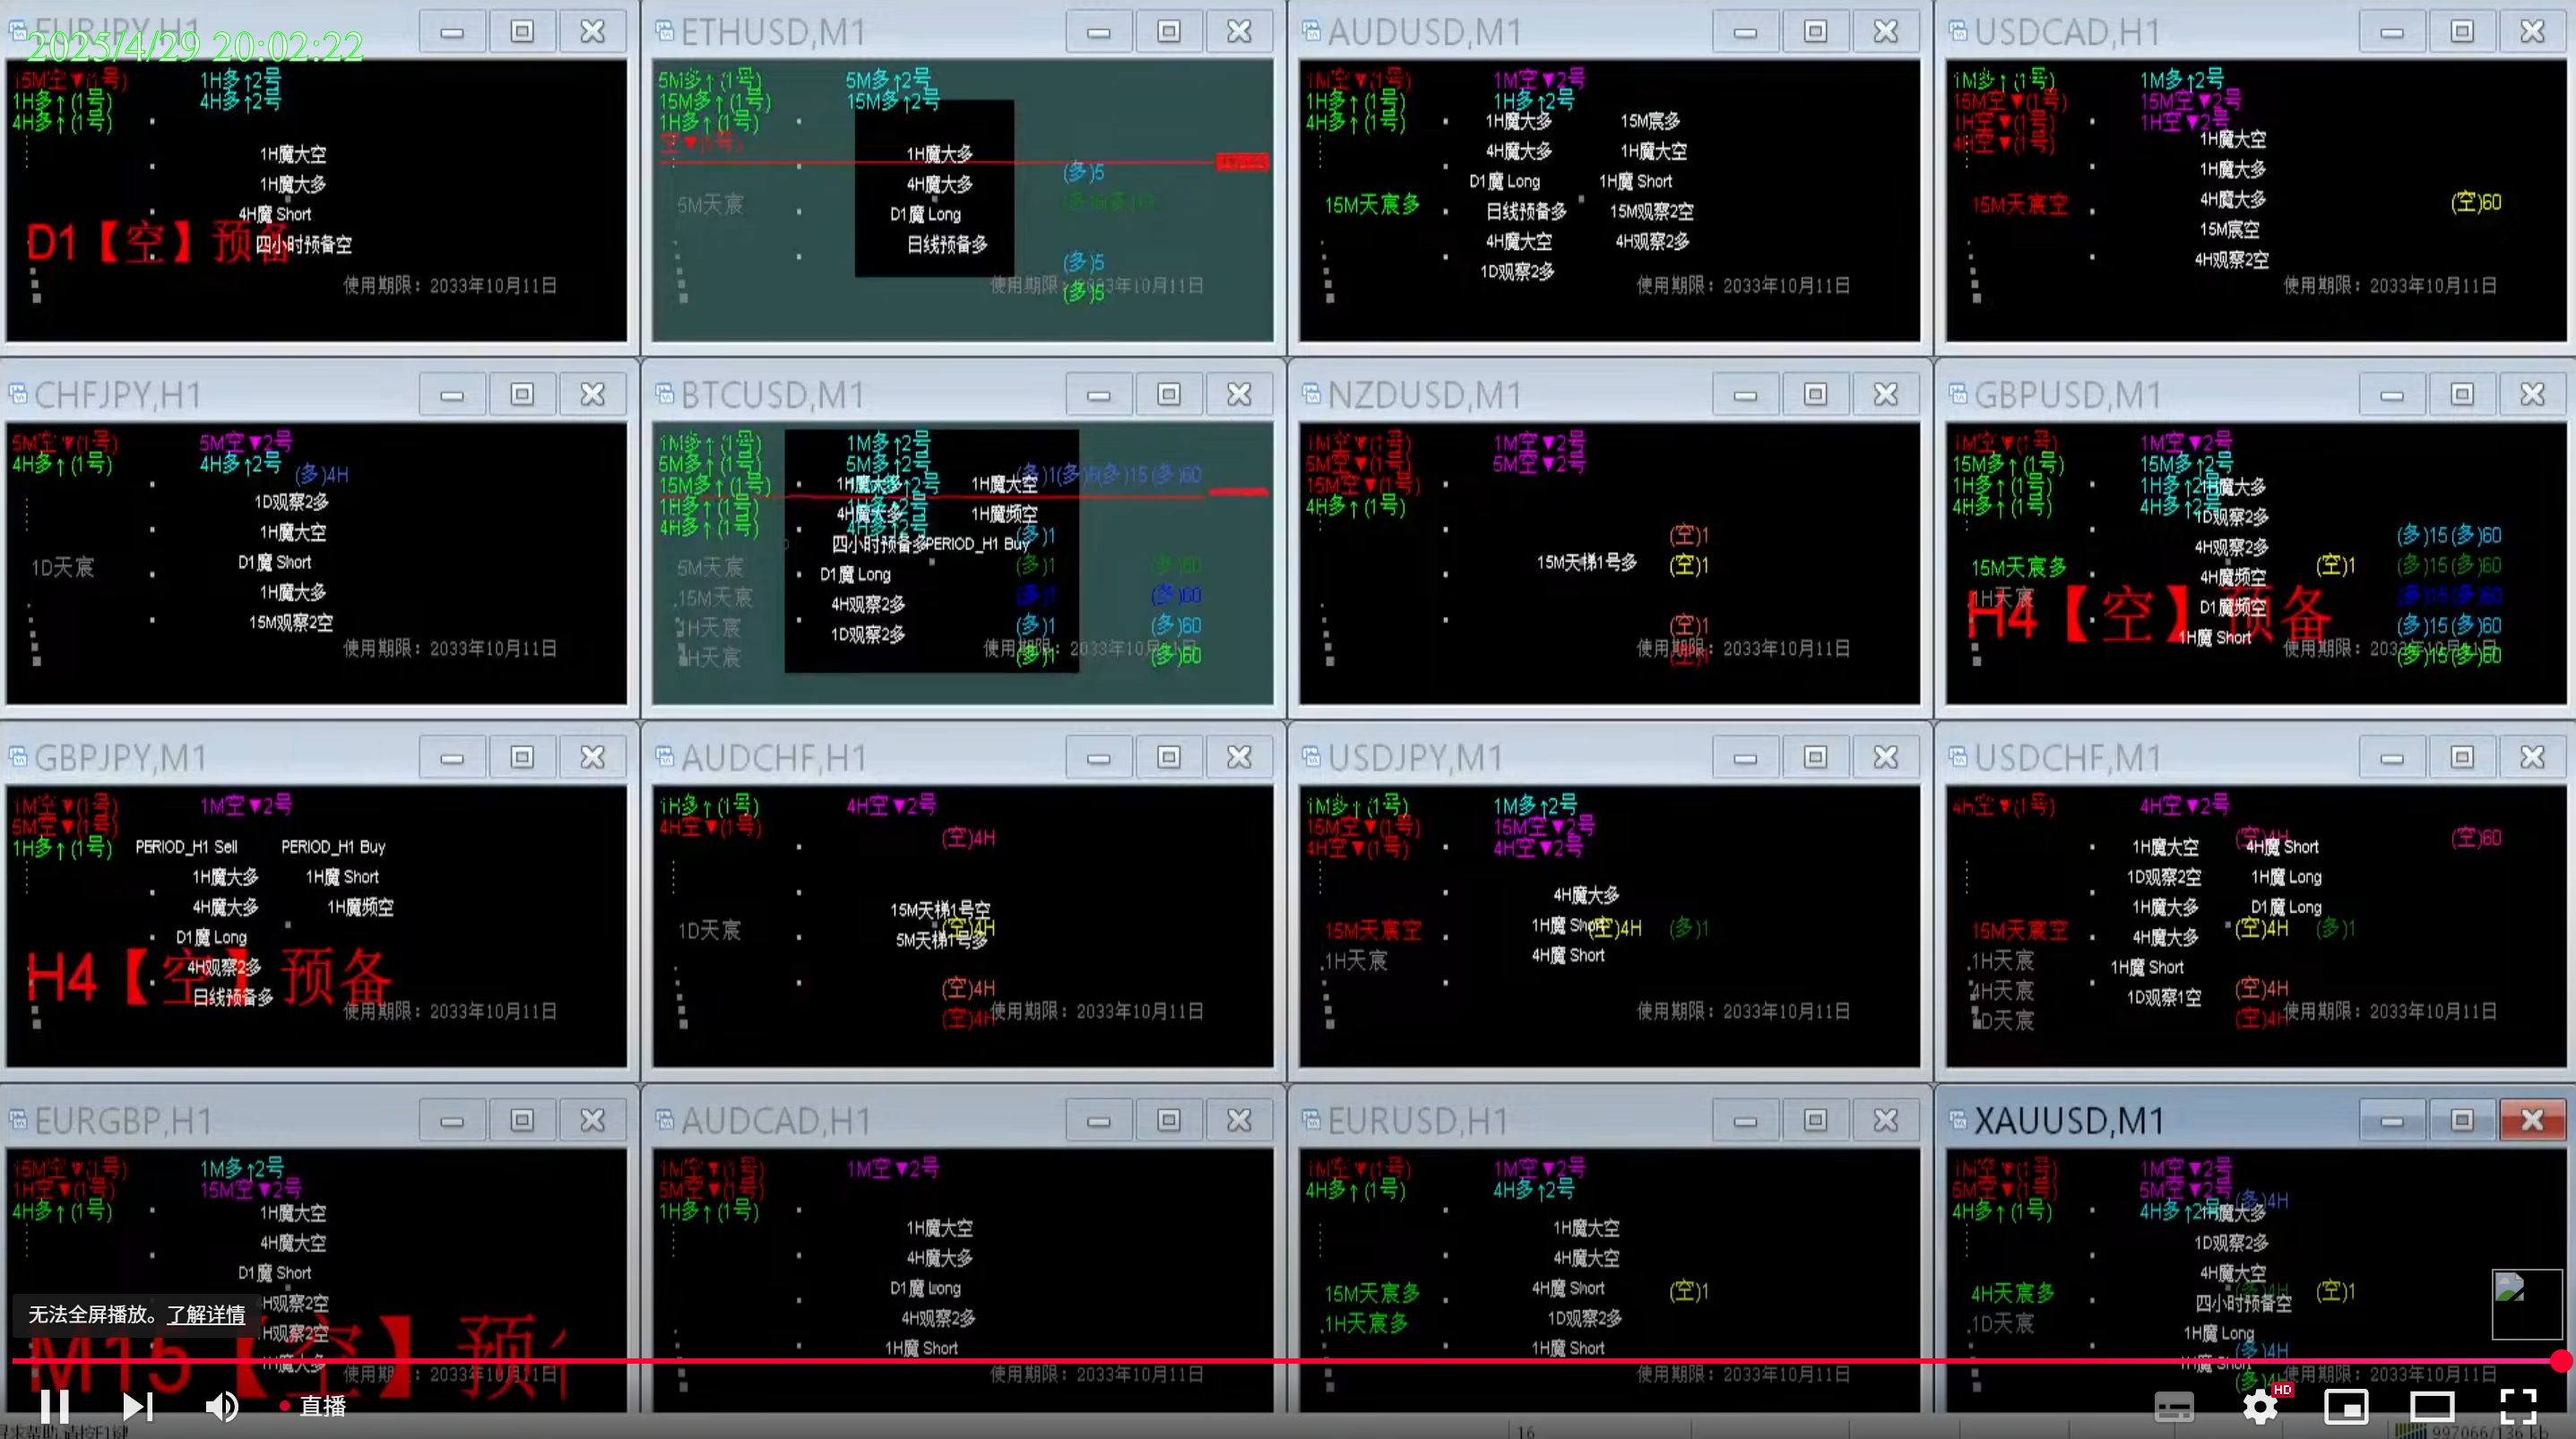 EURJPY,H1
2025/4/29 20:02:22
15M空▼(1号)
1H多↑2号
1H多↑(1号)
4H多↑2号
4H多↑(1号)
1H魔大空
1H魔大多
4H魔 Short
D1【空】预备
四小时预备空
使用期限：2033年10月11日
ETHUSD,M1
5M多↑(1号)
5M多↑2号
15M多↑(1号)
15M多↑2号
1H多↑(1号)
1H魔大多
(多)5
4H魔大多
5M天宸
D1魔 Long
日线预备多
(多)5
使用期限：2033年10月11日
(多)5
AUDUSD,M1
1M空▼(1号)
1M空▼2号
1H多↑(1号)
1H多↑2号
4H多↑(1号)
1H魔大多
15M宸多
4H魔大多
1H魔大空
D1魔 Long
1H魔 Short
15M天宸多
日线预备多
15M观察2空
4H魔大空
4H观察2多
1D观察2多
使用期限：2033年10月11日
USDCAD,H1
1M多↑(1号)
1M多↑2号
15M空▼(1号)
15M空▼2号
1H空▼(1号)
1H空▼2号
4H空▼(1号)
1H魔大空
1H魔大多
4H魔大多
15M天宸空
(空)60
15M宸空
4H观察2空
使用期限：2033年10月11日
CHFJPY,H1
5M空▼(1号)
5M空▼2号
4H多↑(1号)
4H多↑2号
(多)4H
1D观察2多
1H魔大空
1D天宸
D1魔 Short
1H魔大多
15M观察2空
使用期限：2033年10月11日
BTCUSD,M1
1M多↑(1号)
1M多↑2号
5M多↑(1号)
5M多↑2号
(多)1(多)5(多)15(多)60
15M多↑(1号)
1H魔大多
1H魔大空
1H多↑(1号)
1H多↑2号
4H魔大多
1H魔频空
4H多↑(1号)
4H多↑2号
(多)1
四小时预备多
PERIOD_H1 Buy
5M天宸
D1魔 Long
(多)1
(多)60
15M天宸
4H观察2多
(多)1
(多)60
1H天宸
1D观察2多
(多)1
(多)60
使用期限：2033年10月11日
H天宸
(多)1
(多)60
NZDUSD,M1
1M空▼(1号)
1M空▼2号
5M空▼(1号)
5M空▼2号
15M空▼(1号)
4H多↑(1号)
(空)1
15M天梯1号多
(空)1
(空)1
使用期限：2033年10月11日
(空)1
GBPUSD,M1
1M空▼(1号)
1M空▼2号
15M多↑(1号)
15M多↑2号
1H多↑(1号)
1H多↑2号
1H魔大多
4H多↑(1号)
4H多↑2号
1D观察2多
(多)15(多)60
4H观察2多
15M天宸多
(空)1
(多)15(多)60
4H魔频空
1H天宸
(多)15(多)60
D1魔频空
H4【空】预备
(多)15(多)60
1H魔 Short
使用期限：2033年10月11日
(多)15(多)60
GBPJPY,M1
1M空▼(1号)
1M空▼2号
5M空▼(1号)
1H多↑(1号)
PERIOD_H1 Sell
PERIOD_H1 Buy
1H魔大多
1H魔 Short
4H魔大多
1H魔频空
D1魔 Long
4H观察2多
H4【空】预备
日线预备多
使用期限：2033年10月11日
AUDCHF,H1
1H多↑(1号)
4H空▼2号
4H空▼(1号)
(空)4H
15M天梯1号空
1D天宸
(空)4H
5M天梯1号多
(空)4H
(空)4H
使用期限：2033年10月11日
USDJPY,M1
1M多↑(1号)
1M多↑2号
15M空▼(1号)
15M空▼2号
4H空▼(1号)
4H空▼2号
4H魔大多
15M天宸空
1H魔 Short
(空)4H
(多)1
1H天宸
4H魔 Short
使用期限：2033年10月11日
USDCHF,M1
4H空▼(1号)
4H空▼2号
(空)4H
(空)60
1H魔大空
4H魔 Short
1D观察2空
1H魔 Long
1H魔大多
D1魔 Long
15M天宸空
4H魔大多
(空)4H
(多)1
1H天宸
1H魔 Short
4H天宸
1D观察1空
(空)4H
1D天宸
(空)4H
使用期限：2033年10月11日
EURGBP,H1
15M空▼(1号)
1M多↑2号
1H空▼(1号)
15M空▼2号
4H多↑(1号)
1H魔大空
4H魔大空
D1魔 Short
4H观察2空
无法全屏播放。了解详情
1H观察2空
M15【空】预
1H魔大多
使用期限：2033年10月11日
AUDCAD,H1
1M空▼(1号)
1M空▼2号
5M空▼(1号)
1H多↑(1号)
1H魔大空
4H魔大多
D1魔 Long
4H观察2多
1H魔 Short
使用期限：2033年10月11日
EURUSD,H1
1M空▼(1号)
1M空▼2号
4H多↑(1号)
4H多↑2号
1H魔大空
4H魔大空
15M天宸多
4H魔 Short
(空)1
1H天宸多
1D观察2多
1H魔 Short
使用期限：2033年10月11日
XAUUSD,M1
1M空▼(1号)
1M空▼2号
5M空▼(1号)
5M空▼2号
(多)4H
4H多↑(1号)
4H多↑2号
1H魔大多
1D观察2多
4H魔大空
4H天宸多
(空)1
四小时预备空
1D天宸
1H魔 Long
(多)4H
1H魔 Short
使用期限：2033年10月11日
(多)4H
直播
HD
16
997066/136 kb